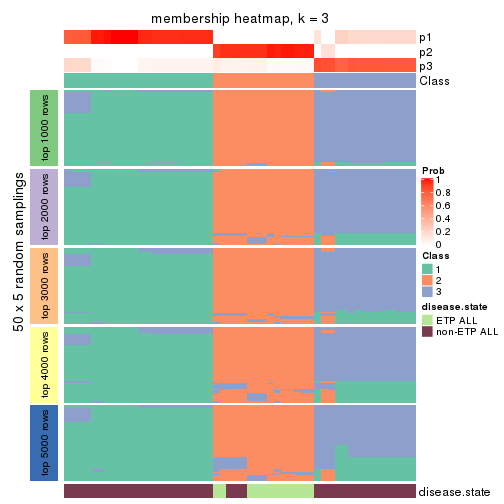 membership heatmap, k = 3
p1
p2
p3
Class
50 x 5 random samplings
top 1000 rows
top 2000 rows
top 3000 rows
top 4000 rows
top 5000 rows
Prob
1
0.8
0.6
0.4
0.2
0
Class
1
2
3
disease.state
ETP ALL
non-ETP ALL
disease.state